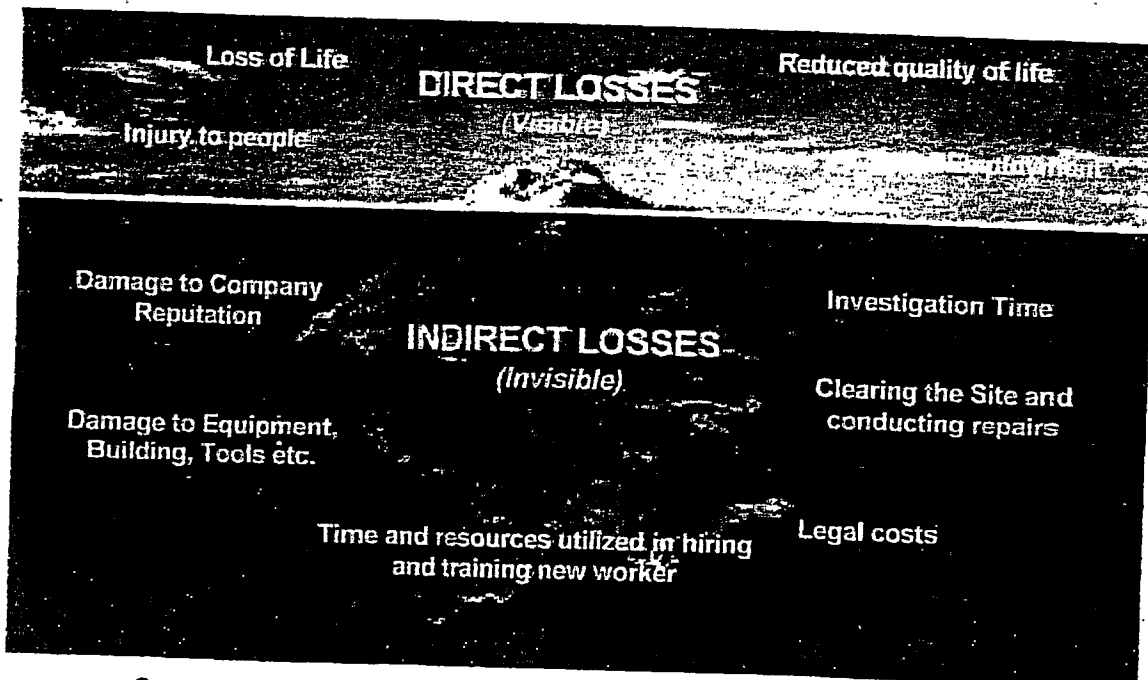 Loss of Life
Reduced quality of life
DIRECT LOSSES
(Visible)
Injury to people
Damage to Company
Reputation
Investigation Time
INDIRECT LOSSES
(Invisible)
Clearing the Site and
conducting repairs
Damage to Equipment,
Building, Tools etc.
Legal costs
Time and resources utilized in hiring
and training new worker